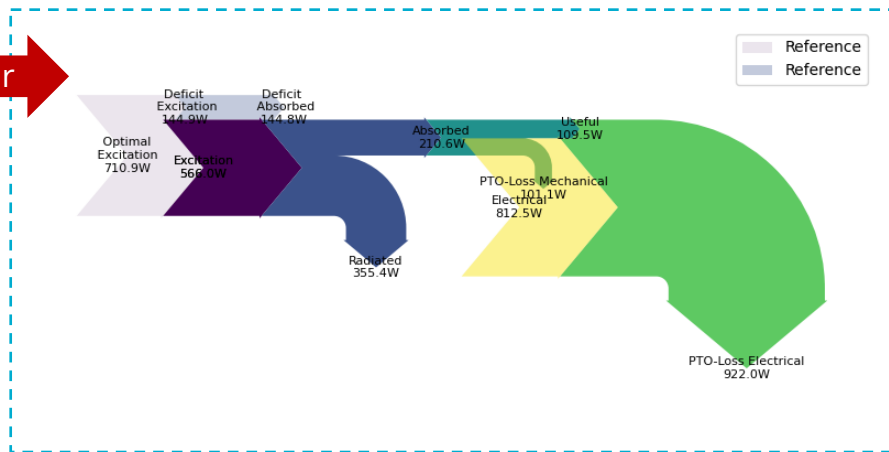 r
Reference
Reference
Deficit
Excitation
144.9W
Deficit
Absorbed
144.8W
Optimal
Excitation
710.9W
Excitation
566.0W
Absorbed
210.6W
Useful
109.5W
PTO-Loss Mechanical
101.1W
Electrical
812.5W
Radiated
355.4W
PTO-Loss Electrical
922.0W